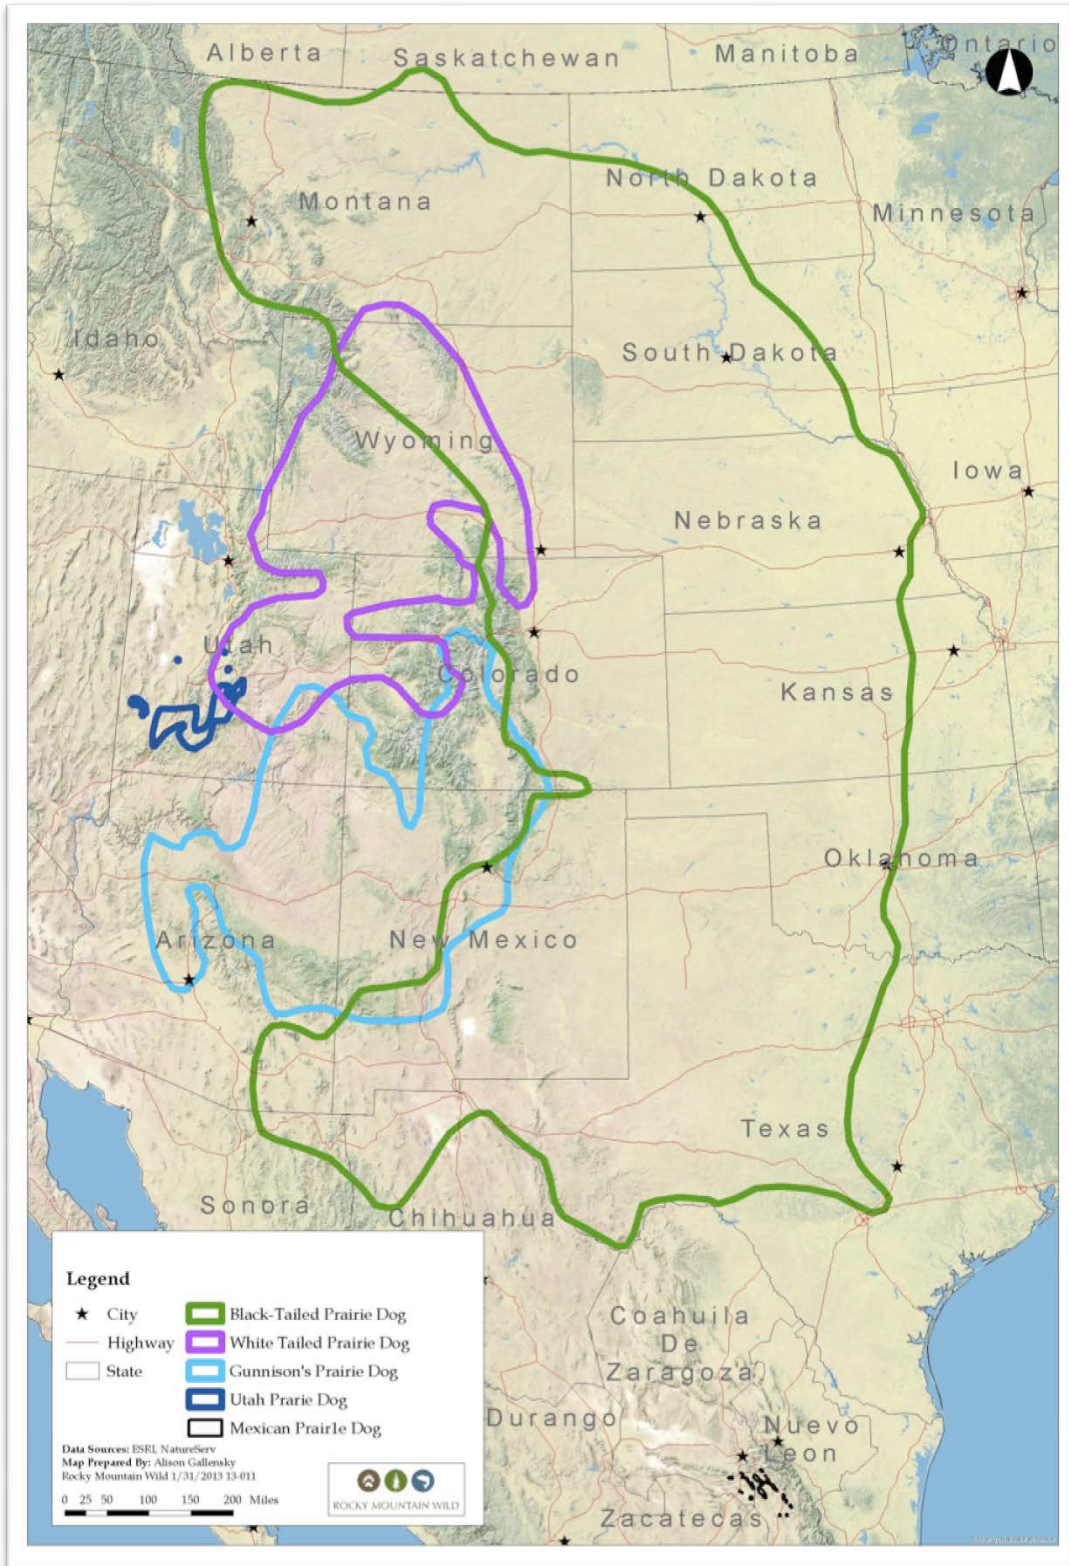 Alberta
Saskatchewan
Manitoba
Ontario
Montana
North Dakota
Minnesota
Idaho
South Dakota
Wyoming
Iowa
Nebraska
Utah
Colorado
Kansas
Oklahoma
Arizona
New Mexico
Texas
Sonora
Chihuahua
Coahuila
De
Zaragoza
Durango
Nuevo
Leon
Zacatecas
Legend
City
Highway
State
Black-Tailed Prairie Dog
White Tailed Prairie Dog
Gunnison's Prairie Dog
Utah Prarie Dog
Mexican Prair1e Dog
Data Sources: ESRI, NatureServ
Map Prepared By: Alison Gallensky
Rocky Mountain Wild 1/31/2013 13-011
0 25 50 100 150 200 Miles
ROCKY MOUNTAIN WILD